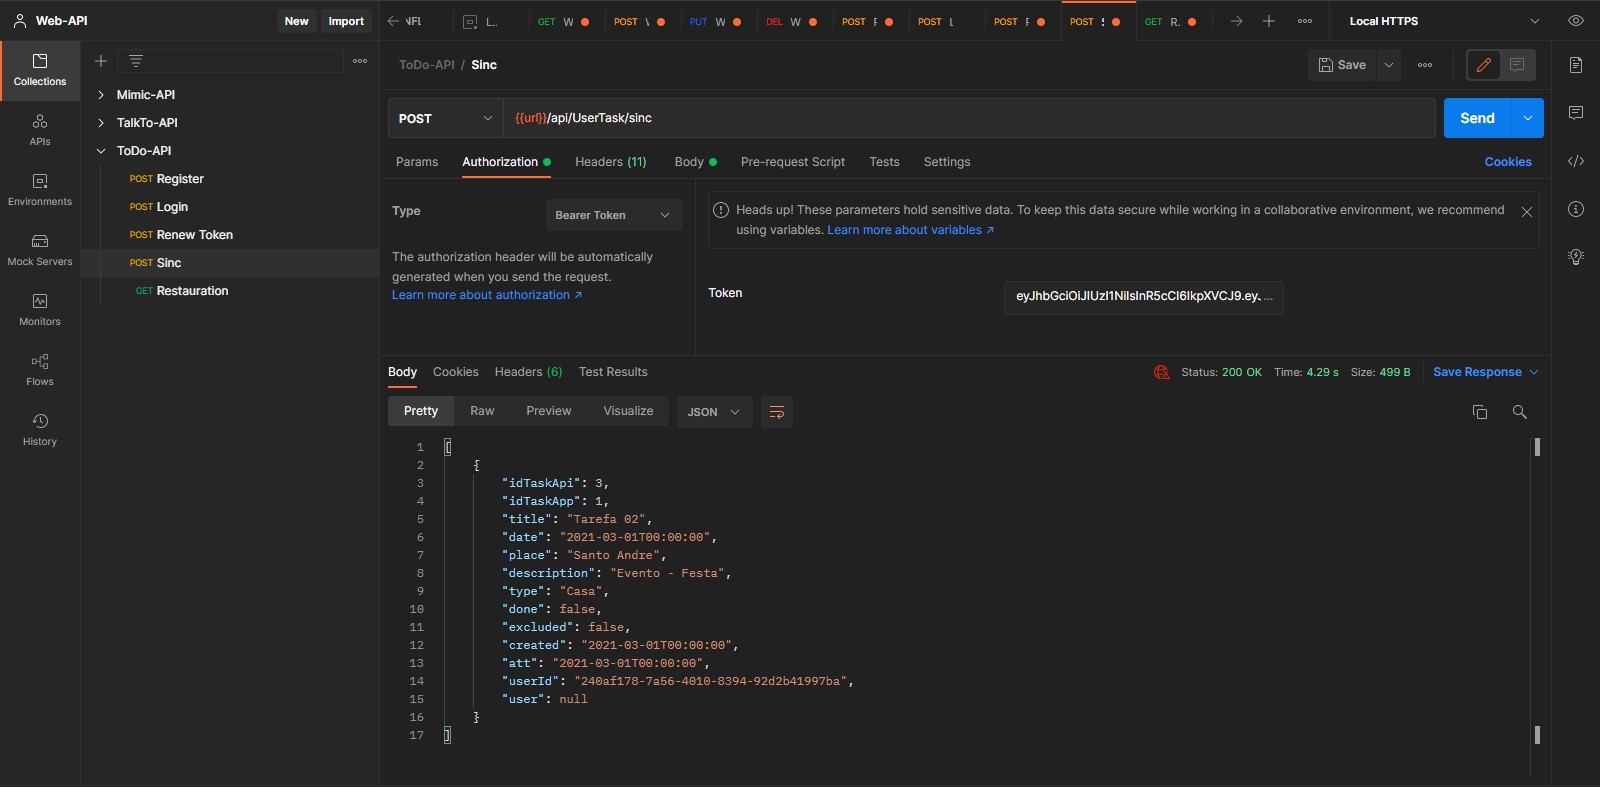 Web-API
New
Import
L..
GET W
POST
PUT W
DEL W
POST
POST
POST
POST
GET R.
Local HTTPS
Collections
APIs
Environments
Mock Servers
Monitors
Flows
History
Mimic-API
TalkTo-API
ToDo-API
POST Register
POST Login
POST Renew Token
POST Sinc
GET Restauration
ToDo-API / Sinc
Save
POST
{{url}}/api/UserTask/sinc
Send
Params
Authorization
Headers (11)
Body
Pre-request Script
Tests
Settings
Cookies
Type
Bearer Token
The authorization header will be automatically
generated when you send the request.
Learn more about authorization ↗
Heads up! These parameters hold sensitive data. To keep this data secure while working in a collaborative environment, we recommend
using variables. Learn more about variables ↗
Token
Body
Cookies
Headers (6)
Test Results
Status: 200 OK
Time: 4.29 s
Size: 499 B
Save Response
Pretty
Raw
Preview
Visualize
JSON
1 [
2 {
3 "idTaskApi": 3,
4 "idTaskApp": 1,
5 "title": "Tarefa 02",
6 "date": "2021-03-01T00:00:00",
7 "place": "Santo Andre",
8 "description": "Evento - Festa",
9 "type": "Casa",
10 "done": false,
11 "excluded": false,
12 "created": "2021-03-01T00:00:00",
13 "att": "2021-03-01T00:00:00",
14 "userId": "240af178-7a56-4010-8394-92d2b41997ba",
15 "user": null
16 }
17 ]